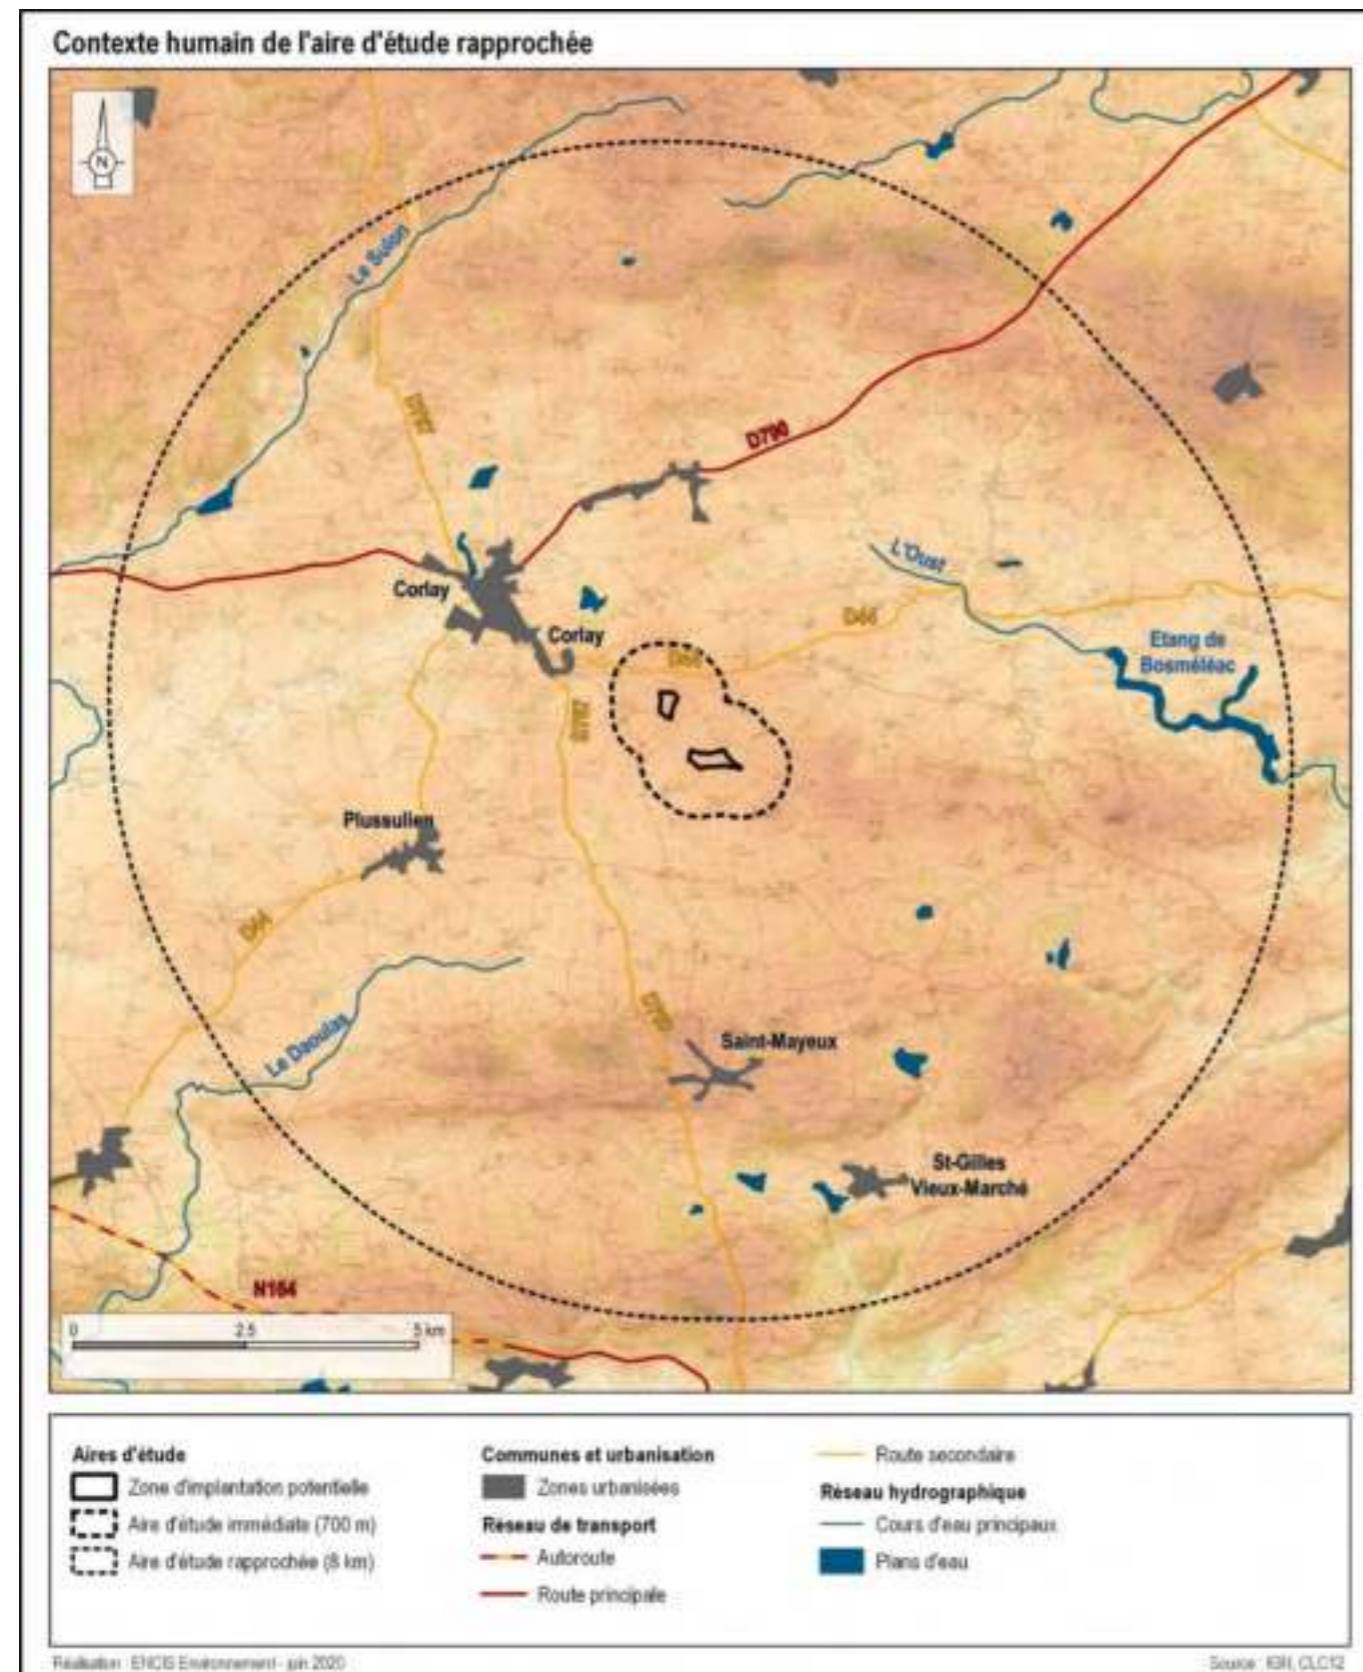 Contexte humain de l'aire d'étude rapprochée
N
Le Sulon
D790
L'Oust
Corlay
Corlay
D44
Etang de
Bosméléac
D767
Plussulien
D44
Le Daoulas
Saint-Mayeux
St-Gilles
Vieux-Marché
N164
0 2.5 5 km
Aires d'étude
Zone d'implantation potentielle
Aire d'étude immédiate (700 m)
Aire d'étude rapprochée (8 km)
Communes et urbanisation
Zones urbanisées
Réseau de transport
Autoroute
Route principale
Route secondaire
Réseau hydrographique
Cours d'eau principaux
Plans d'eau
Réalisation : ENCIS Environnement - juin 2020
Source : IGN, CLC12